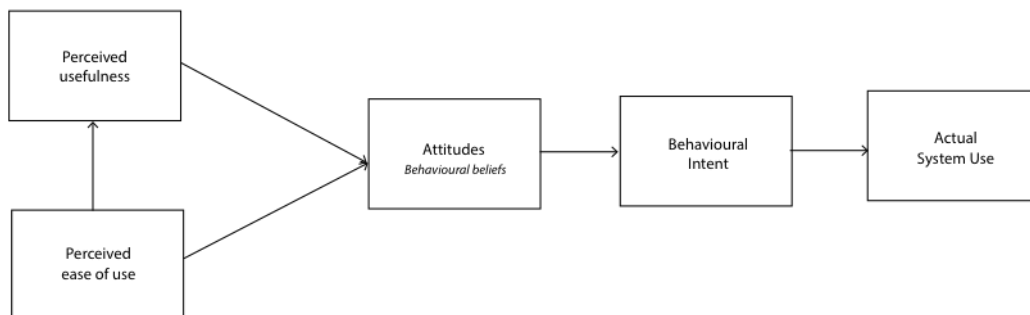 Perceived
usefulness
Perceived
ease of use
Attitudes
Behavioural beliefs
Behavioural
Intent
Actual
System Use